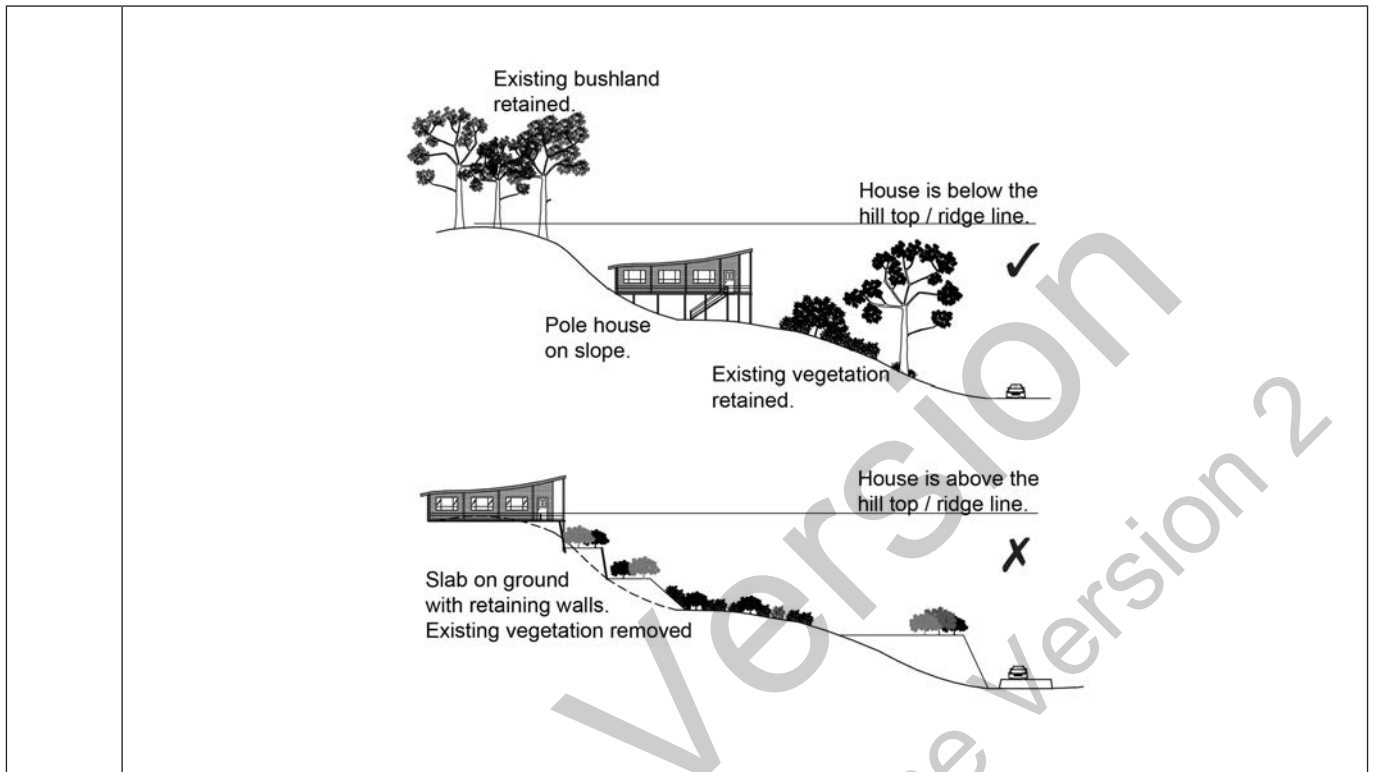 Existing bushland
retained.
House is below the
hill top / ridge line.
✓
Pole house
on slope.
Existing vegetation
retained.
House is above the
hill top / ridge line.
✗
Slab on ground
with retaining walls.
Existing vegetation removed
Version
Version 2